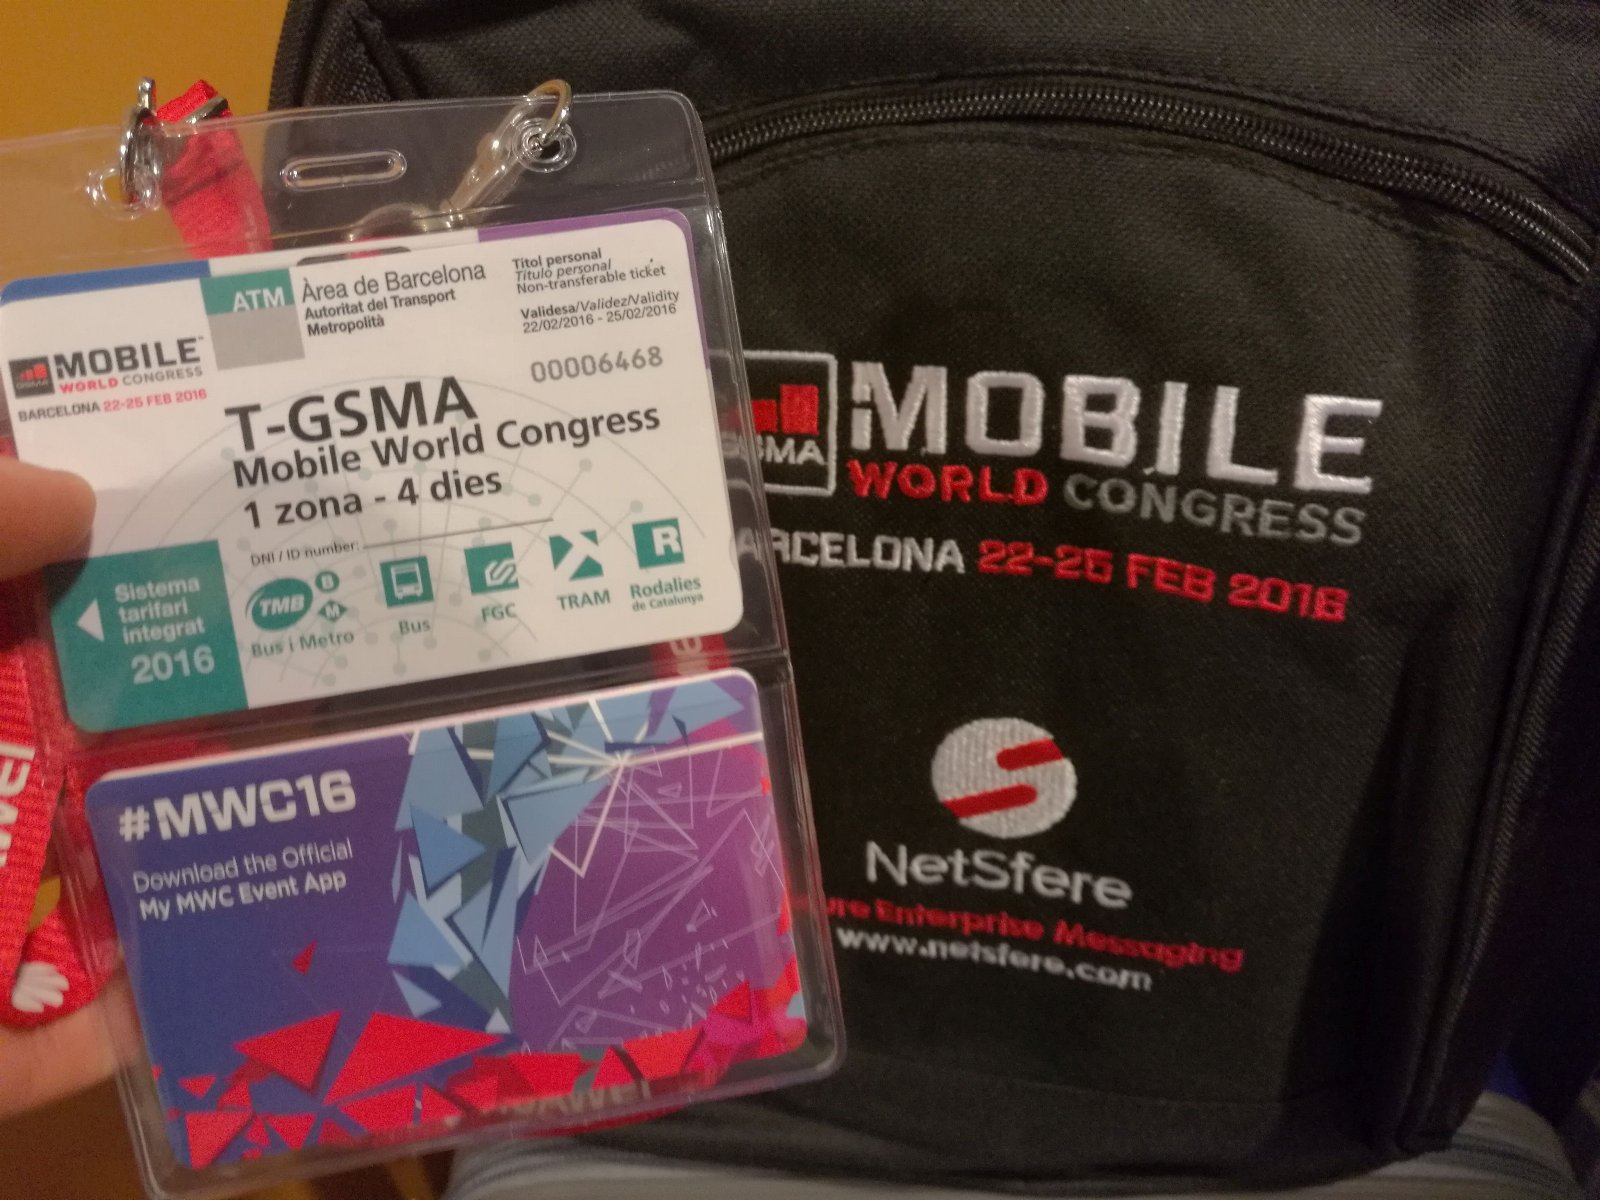 ATM
Àrea de Barcelona
Autoritat del Transport
Metropolità
Títol personal
Título personal
Non-transferable ticket
Validesa/Validez/Validity
22/02/2016 - 25/02/2016
00006468
GSMA
MOBILE
WORLD CONGRESS
BARCELONA 22-25 FEB 2016
T-GSMA
Mobile World Congress
1 zona - 4 dies
DNI / ID number:
Sistema
tarifari
integrat
2016
TMB
B
M
Bus i Metro
Bus
FGC
TRAM
R
Rodalies
de Catalunya
#MWC16
Download the Official
My MWC Event App
HUAWEI
GSMA
MOBILE
WORLD CONGRESS
BARCELONA 22-25 FEB 2016
NetSfere
Enterprise Messaging
www.netsfere.com